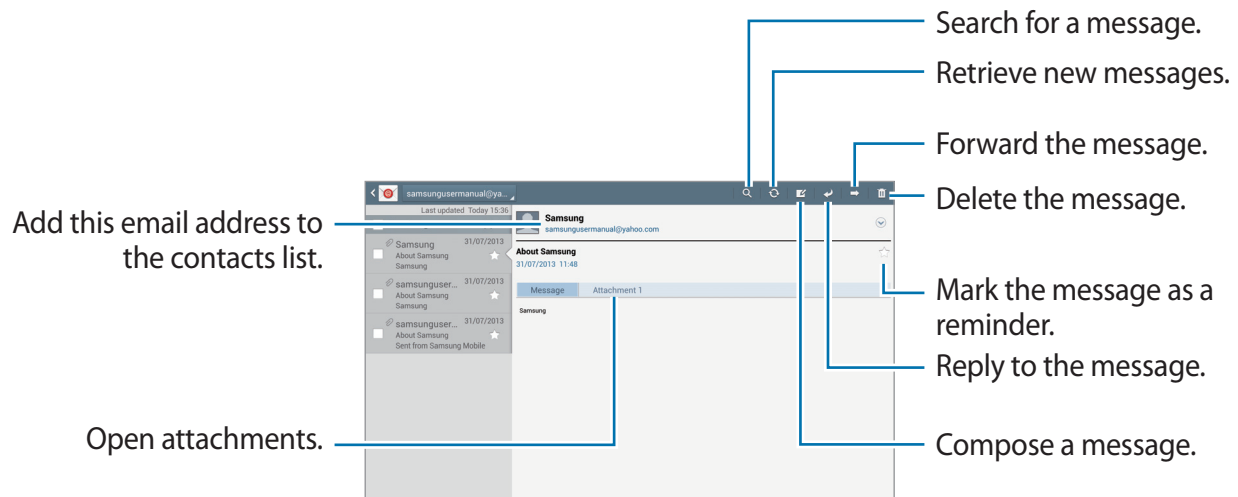 Search for a message.
Retrieve new messages.
Forward the message.
Delete the message.
samsungusermanual@ya...
Last updated Today 15:36
Add this email address to
the contacts list.
Samsung
samsungusermanual@yahoo.com
Samsung 31/07/2013
About Samsung
Samsung
About Samsung
31/07/2013 11:48
samsunguser... 31/07/2013
About Samsung
Samsung
Message Attachment 1
Samsung
samsunguser... 31/07/2013
About Samsung
Sent from Samsung Mobile
Mark the message as a
reminder.
Reply to the message.
Open attachments.
Compose a message.